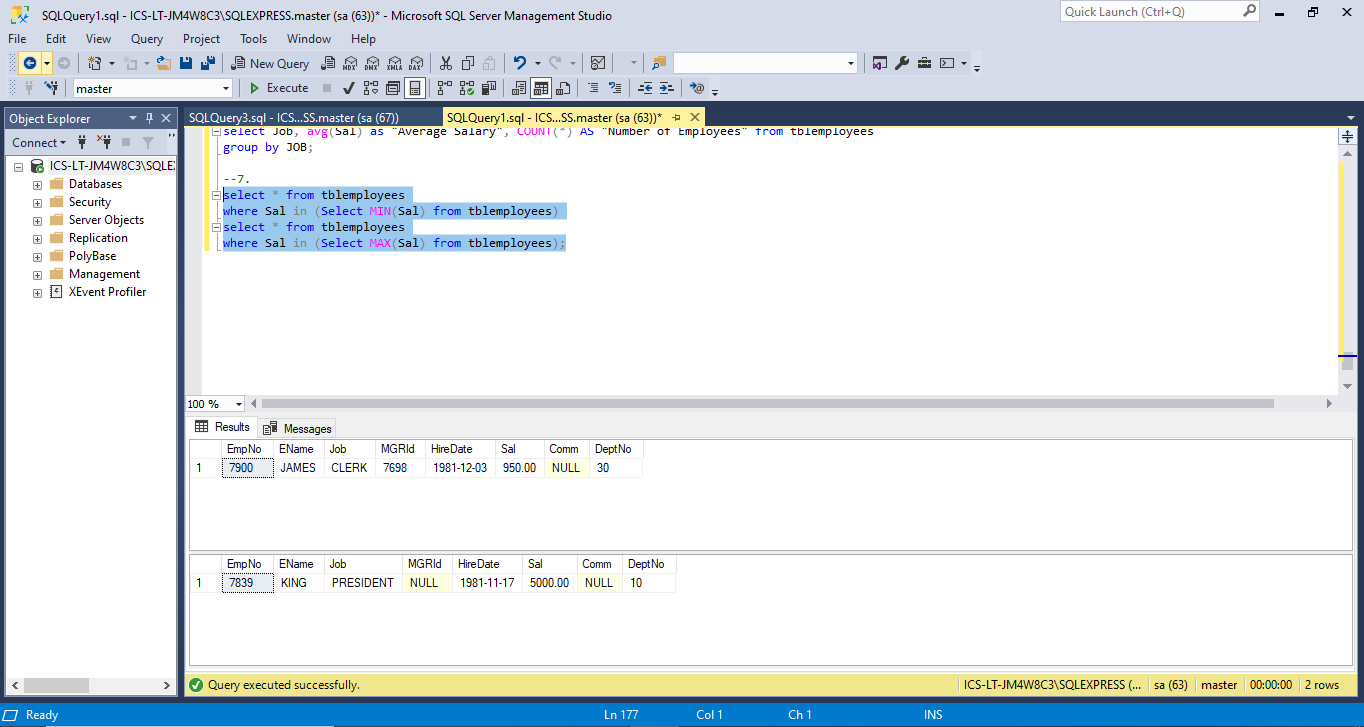 SQLQuery1.sql - ICS-LT-JM4W8C3\SQLEXPRESS.master (sa (63))* - Microsoft SQL Server Management Studio
Quick Launch (Ctrl+Q)
File Edit View Query Project Tools Window Help
New Query MDX DMX XMLA DAX
master Execute
Object Explorer
SQLQuery3.sql - ICS...SS.master (sa (67))
SQLQuery1.sql - ICS...SS.master (sa (63))*
Connect
ICS-LT-JM4W8C3\SQLE
Databases
Security
Server Objects
Replication
PolyBase
Management
XEvent Profiler
select Job, avg(Sal) as "Average Salary", COUNT(*) AS "Number of Employees" from tblemployees
group by JOB;
--7.
select * from tblemployees
where Sal in (Select MIN(Sal) from tblemployees)
select * from tblemployees
where Sal in (Select MAX(Sal) from tblemployees);
100 %
Results Messages
EmpNo EName Job MGRId HireDate Sal Comm DeptNo
1 7900 JAMES CLERK 7698 1981-12-03 950.00 NULL 30
EmpNo EName Job MGRId HireDate Sal Comm DeptNo
1 7839 KING PRESIDENT NULL 1981-11-17 5000.00 NULL 10
Query executed successfully.
ICS-LT-JM4W8C3\SQLEXPRESS (... sa (63) master 00:00:00 2 rows
Ready Ln 177 Col 1 Ch 1 INS